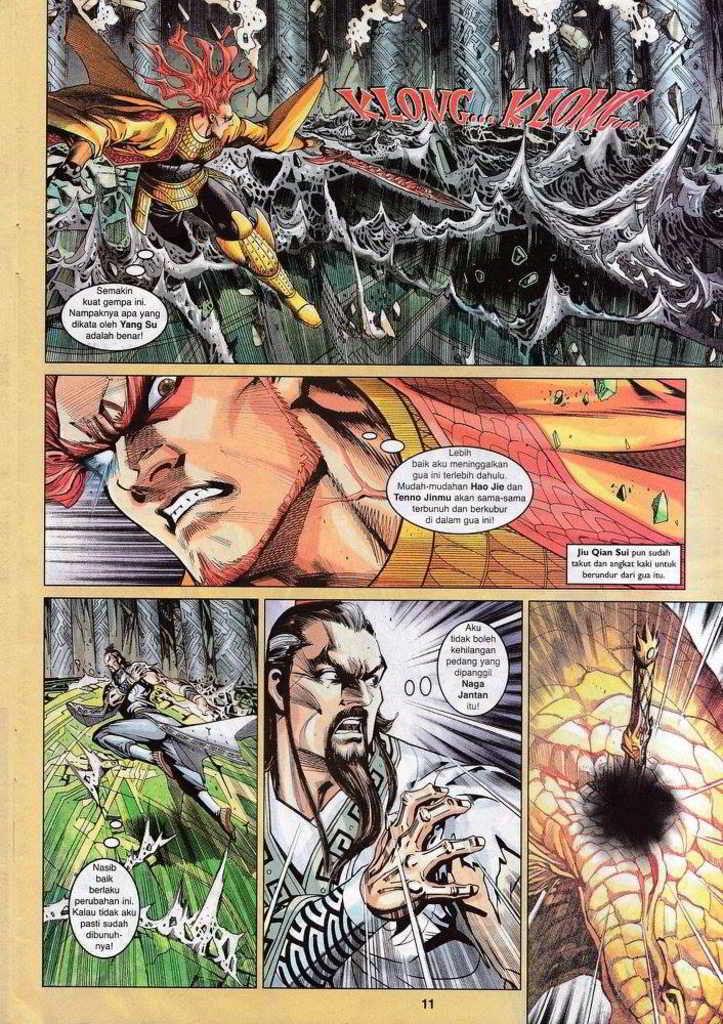 KLONG... KLONG...
Semakin
kuat gempa ini.
Nampaknya apa yang
dikata oleh Yang Su
adalah benar!
Lebih
baik aku meninggalkan
gua ini terlebih dahulu.
Mudah-mudahan Hao Jie dan
Tenno Jinmu akan sama-sama
terbunuh dan berkubur
di dalam gua ini!
Jiu Qian Sui pun sudah
takut dan angkat kaki untuk
berundur dari gua itu.
Nasib
baik
berlaku
perubahan ini.
Kalau tidak aku
pasti sudah
dibunuh-
nya!
Aku
tidak boleh
kehilangan
pedang yang
dipanggil
Naga
Jantan
itu!
11